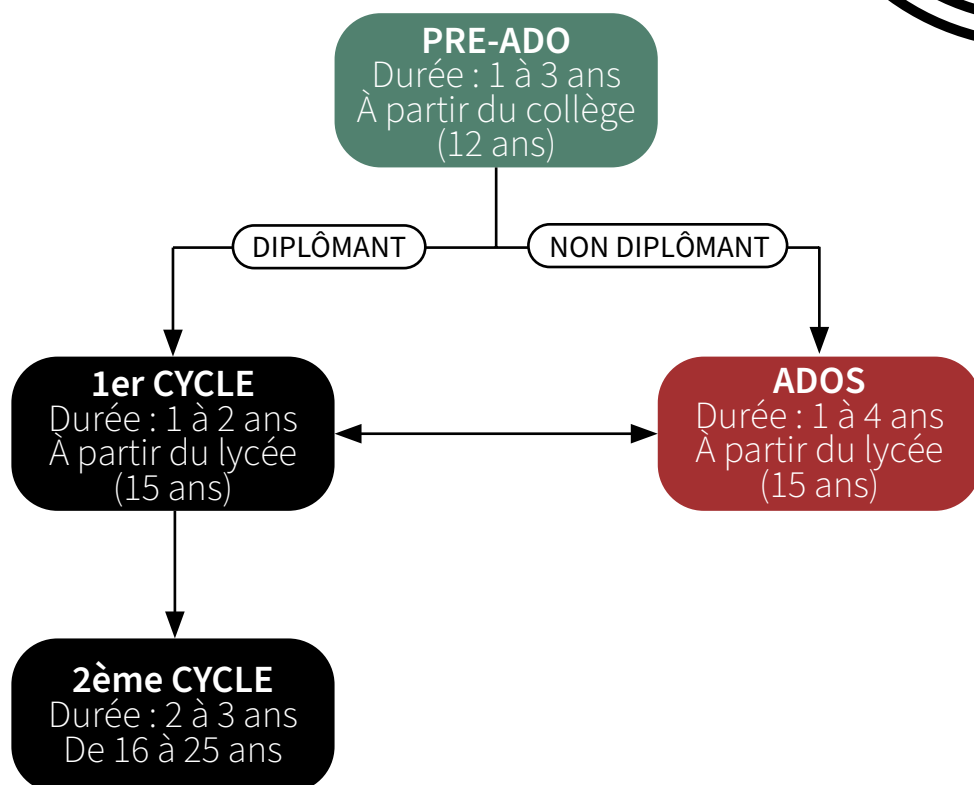 PRE-ADO
Durée : 1 à 3 ans
À partir du collège
(12 ans)
DIPLÔMANT
NON DIPLÔMANT
1er CYCLE
Durée : 1 à 2 ans
À partir du lycée
(15 ans)
ADOS
Durée : 1 à 4 ans
À partir du lycée
(15 ans)
2ème CYCLE
Durée : 2 à 3 ans
De 16 à 25 ans